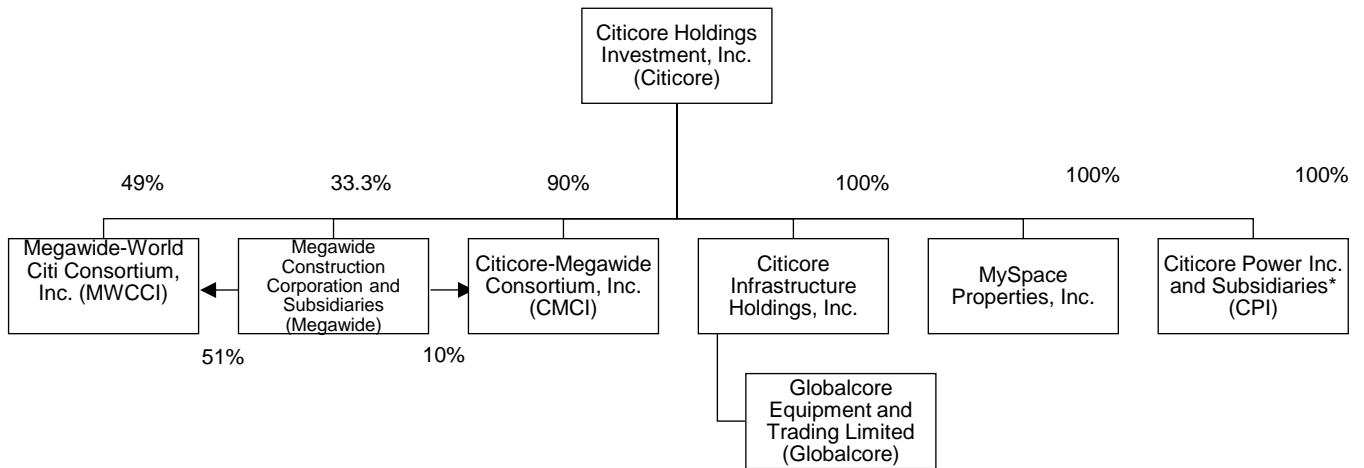 Citicore Holdings
Investment, Inc.
(Citicore)
49%
33.3%
90%
100%
100%
100%
Megawide-World
Citi Consortium,
Inc. (MWCCI)
Megawide
Construction
Corporation and
Subsidiaries
(Megawide)
Citicore-Megawide
Consortium, Inc.
(CMCI)
Citicore
Infrastructure
Holdings, Inc.
MySpace
Properties, Inc.
Citicore Power Inc.
and Subsidiaries*
(CPI)
51%
10%
Globalcore
Equipment and
Trading Limited
(Globalcore)